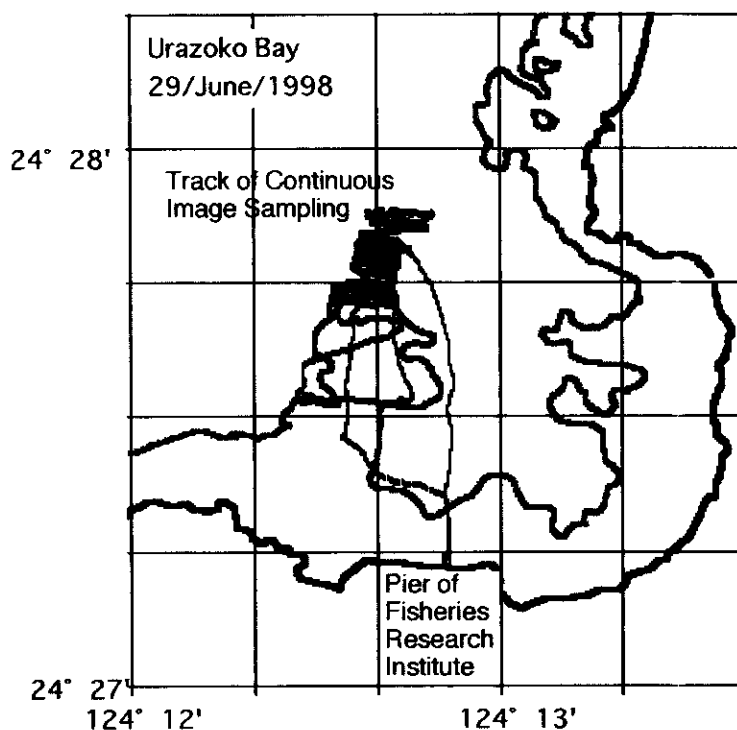 Urazoko Bay
29/June/1998
24° 28'
Track of Continuous
Image Sampling
Pier of
Fisheries
Research
Institute
24° 27'
124° 12'
124° 13'